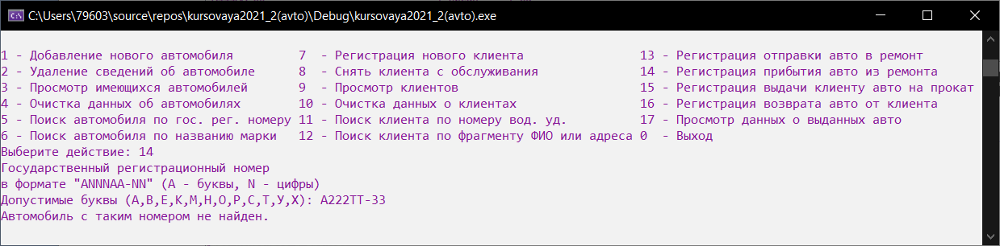 C:\Users\79603\source\repos\kursovaya2021_2(avto)\Debug\kursovaya2021_2(avto).exe
1 - Добавление нового автомобиля 7 - Регистрация нового клиента 13 - Регистрация отправки авто в ремонт
2 - Удаление сведений об автомобиле 8 - Снять клиента с обслуживания 14 - Регистрация прибытия авто из ремонта
3 - Просмотр имеющихся автомобилей 9 - Просмотр клиентов 15 - Регистрация выдачи клиенту авто на прокат
4 - Очистка данных об автомобилях 10 - Очистка данных о клиентах 16 - Регистрация возврата авто от клиента
5 - Поиск автомобиля по гос. рег. номеру 11 - Поиск клиента по номеру вод. уд. 17 - Просмотр данных о выданных авто
6 - Поиск автомобиля по названию марки 12 - Поиск клиента по фрагменту ФИО или адреса 0 - Выход
Выберите действие: 14
Государственный регистрационный номер
в формате "ANNNAA-NN" (A - буквы, N - цифры)
Допустимые буквы (А,В,Е,К,М,Н,О,Р,С,Т,У,Х): А222ТТ-33
Автомобиль с таким номером не найден.